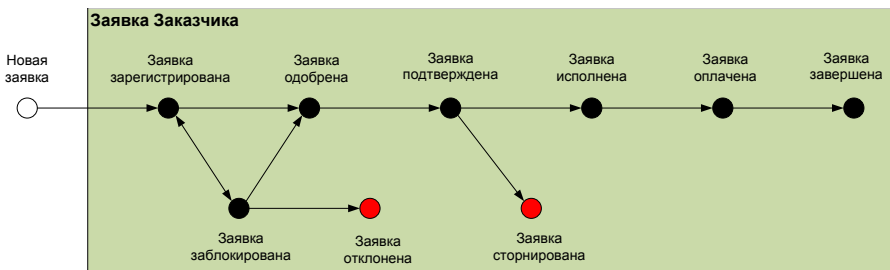 Заявка Заказчика
Новая
заявка
Заявка
зарегистрирована
Заявка
одобрена
Заявка
подтверждена
Заявка
исполнена
Заявка
оплачена
Заявка
завершена
Заявка
заблокирована
Заявка
отклонена
Заявка
сторнирована